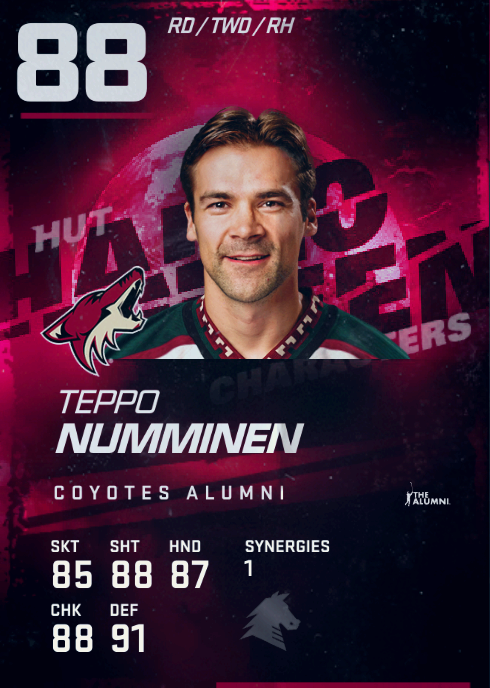 88
RD / TWD / RH
HUT
CHARACTERS
TEPPO
NUMMINEN
COYOTES ALUMNI
THE
ALUMNI
SKT SHT HND SYNERGIES
85 88 87 1
CHK DEF
88 91